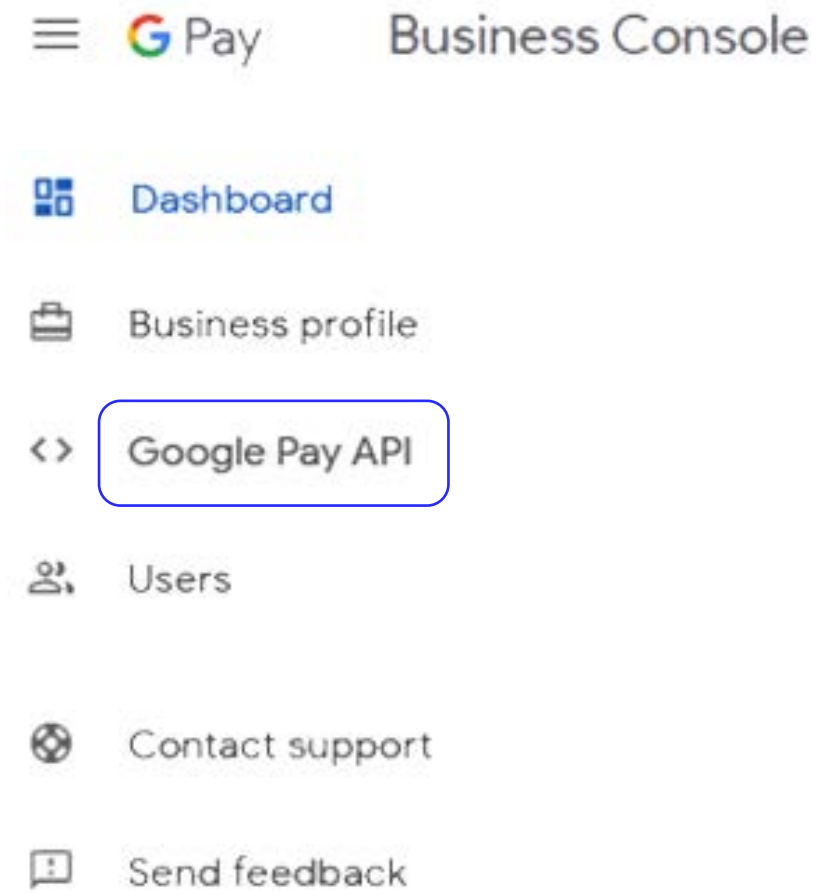 G Pay Business Console
Dashboard
Business profile
Google Pay API
Users
Contact support
Send feedback